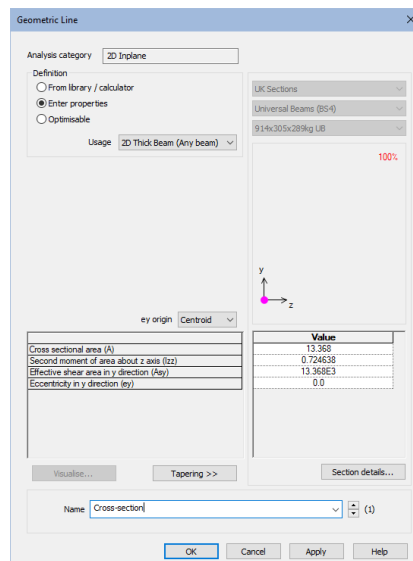 Geometric Line
Analysis category 2D Inplane
Definition
From library / calculator
Enter properties
Optimisable
Usage 2D Thick Beam (Any beam)
UK Sections
Universal Beams (BS4)
914x305x289kg UB
100%
y
z
ey origin Centroid
Value
Cross sectional area (A) 13.368
Second moment of area about z axis (Izz) 0.724638
Effective shear area in y direction (Asy) 13.368E3
Eccentricity in y direction (ey) 0.0
Visualise... Tapering >> Section details...
Name Cross-section (1)
OK Cancel Apply Help